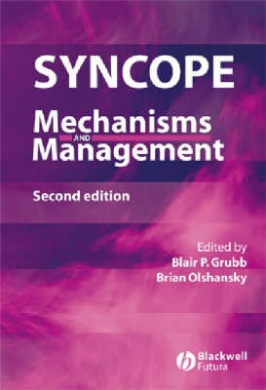 SYNCOPE
Mechanisms
AND
Management
Second edition
Edited by
Blair P. Grubb
Brian Olshansky
Blackwell
Futura